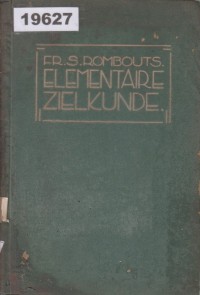 19627
FR. S. ROMBOUTS.
ELEMENTAIRE
ZIELKUNDE.